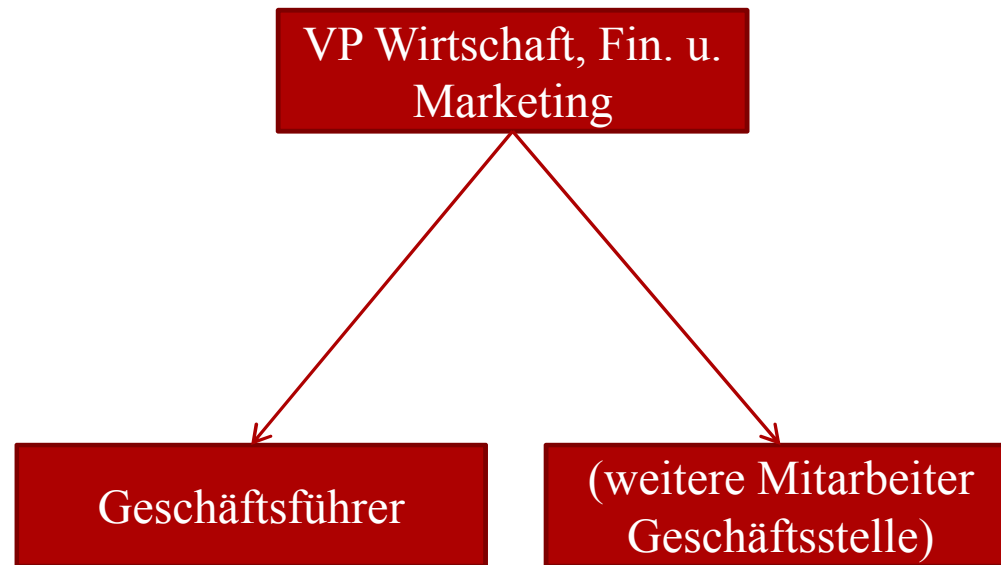 VP Wirtschaft, Fin. u.
Marketing
Geschäftsführer
(weitere Mitarbeiter
Geschäftsstelle)